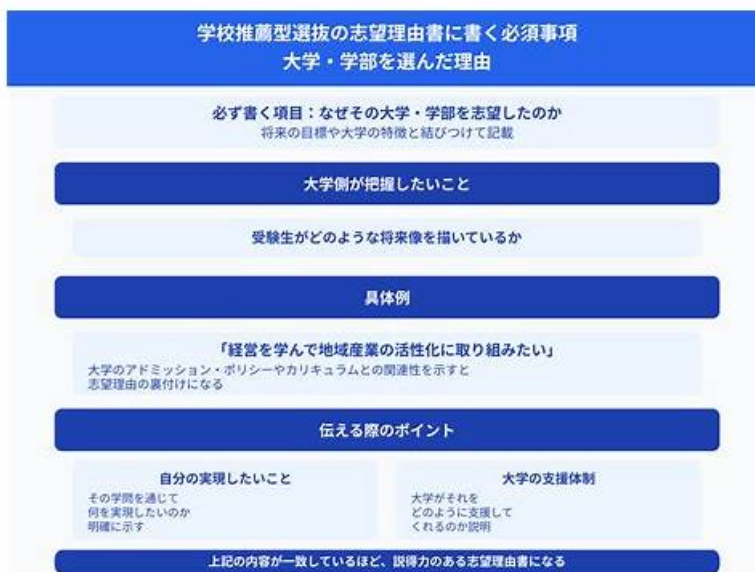 学校推薦型選抜の志望理由書に書く必須事項
大学・学部を選んだ理由
必ず書く項目：なぜその大学・学部を志望したのか
将来の目標や大学の特徴と結びつけて記載
大学側が把握したいこと
受験生がどのような将来像を描いているか
具体例
「経営を学んで地域産業の活性化に取り組みたい」
大学のアドミッション・ポリシーやカリキュラムとの関連性を示すと
志望理由の裏付けになる
伝える際のポイント
自分の実現したいこと
その学問を通じて
何を実現したいのか
明確に示す
大学の支援体制
大学がそれを
どのように支援して
くれるのか説明
上記の内容が一致しているほど、説得力のある志望理由書になる